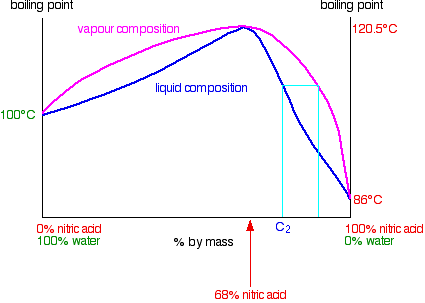 boiling point
boiling point
vapour composition
120.5°C
liquid composition
100°C
86°C
0% nitric acid
100% water
% by mass
C2
100% nitric acid
0% water
68% nitric acid